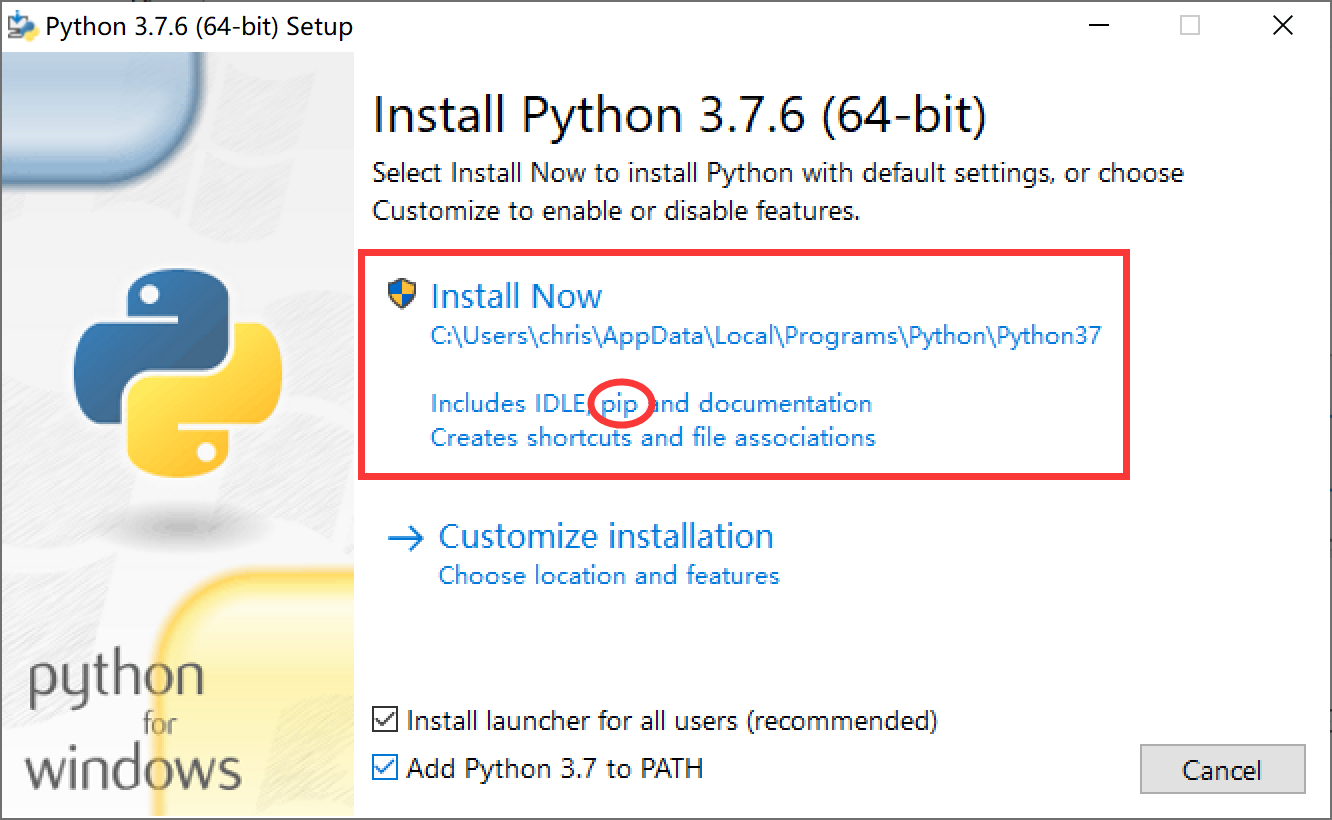 Python 3.7.6 (64-bit) Setup
Install Python 3.7.6 (64-bit)
Select Install Now to install Python with default settings, or choose
Customize to enable or disable features.
Install Now
C:\Users\chris\AppData\Local\Programs\Python\Python37
Includes IDLE, pip and documentation
Creates shortcuts and file associations
Customize installation
Choose location and features
Install launcher for all users (recommended)
Add Python 3.7 to PATH
Cancel
python
for
windows